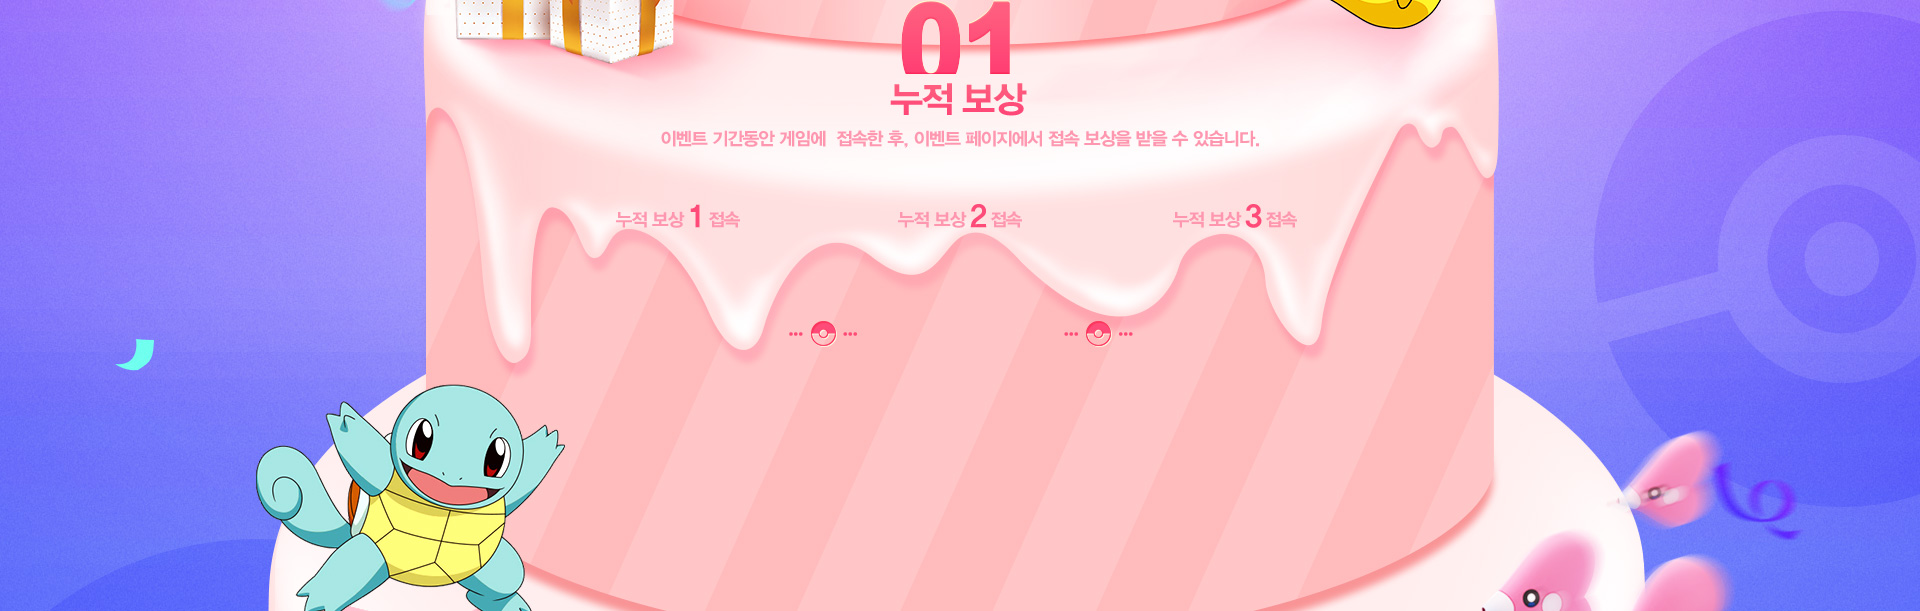 01
누적 보상
이벤트 기간동안 게임에 접속한 후, 이벤트 페이지에서 접속 보상을 받을 수 있습니다.
누적 보상 1 접속
누적 보상 2 접속
누적 보상 3 접속